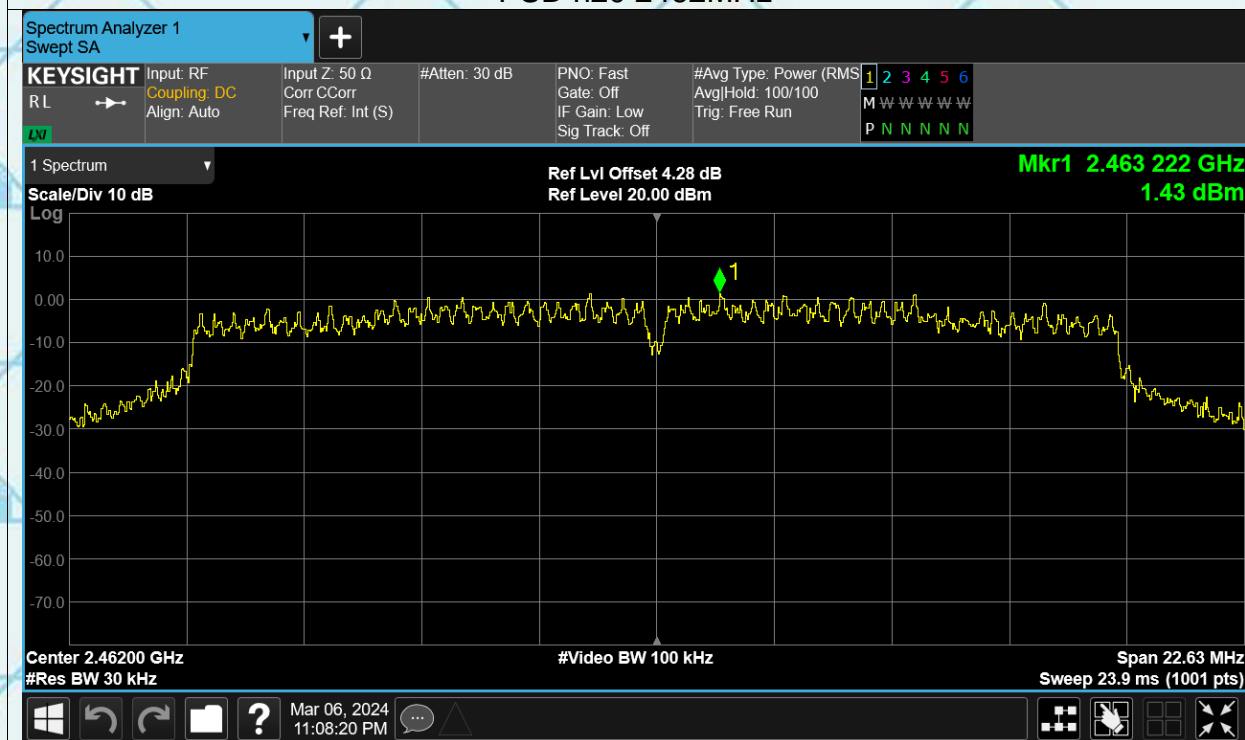 Spectrum Analyzer 1
Swept SA
+
KEYSIGHT
RL
LXI
Input: RF
Coupling: DC
Align: Auto
Input Z: 50 Ω
Corr CCorr
Freq Ref: Int (S)
#Atten: 30 dB
PNO: Fast
Gate: Off
IF Gain: Low
Sig Track: Off
#Avg Type: Power (RMS
Avg|Hold: 100/100
Trig: Free Run
1 2 3 4 5 6
M W W W W W
P N N N N N
1 Spectrum
Scale/Div 10 dB
Ref Lvl Offset 4.28 dB
Ref Level 20.00 dBm
Mkr1 2.463 222 GHz
1.43 dBm
Log
10.0
0.00
-10.0
-20.0
-30.0
-40.0
-50.0
-60.0
-70.0
1
Center 2.46200 GHz
#Res BW 30 kHz
#Video BW 100 kHz
Span 22.63 MHz
Sweep 23.9 ms (1001 pts)
?
Mar 06, 2024
11:08:20 PM